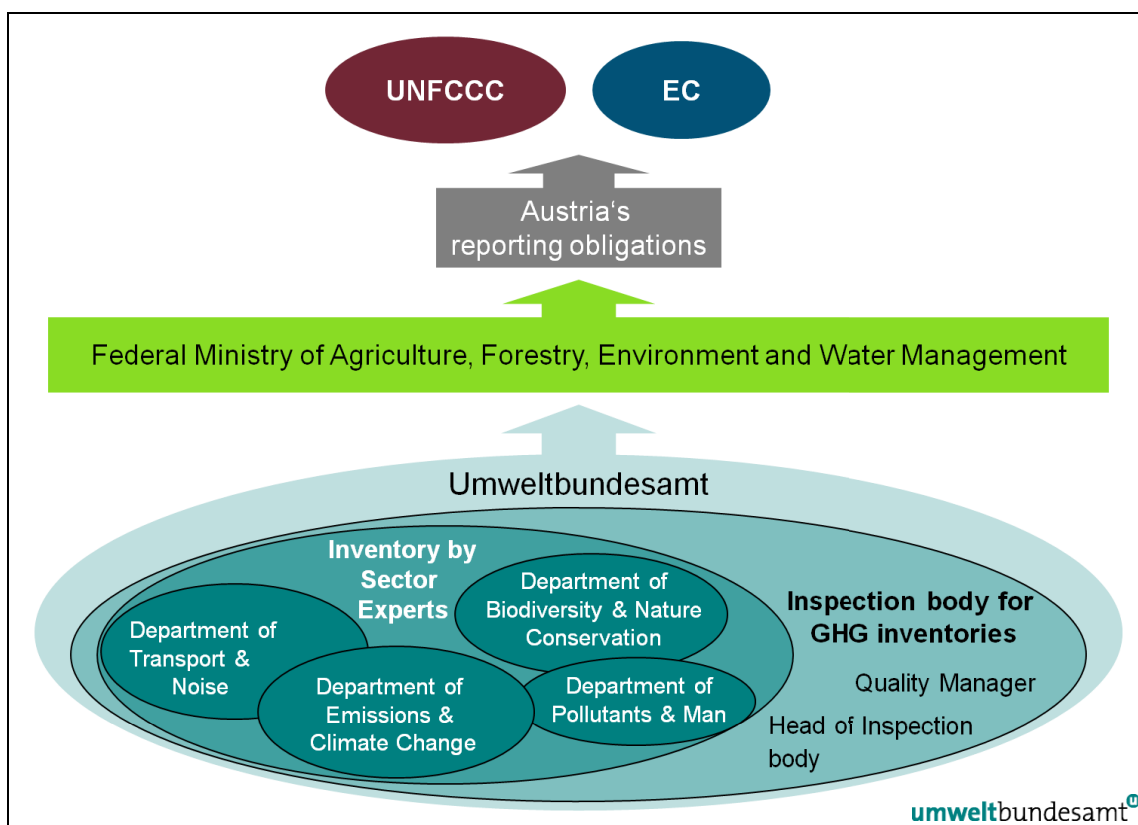 UNFCCC
EC
Austria‘s
reporting obligations
Federal Ministry of Agriculture, Forestry, Environment and Water Management
Umweltbundesamt
Inventory by
Sector
Experts
Department of
Biodiversity & Nature
Conservation
Department of
Transport &
Noise
Department of
Emissions &
Climate Change
Department of
Pollutants & Man
Inspection body for
GHG inventories
Quality Manager
Head of Inspection
body
umweltbundesamt u